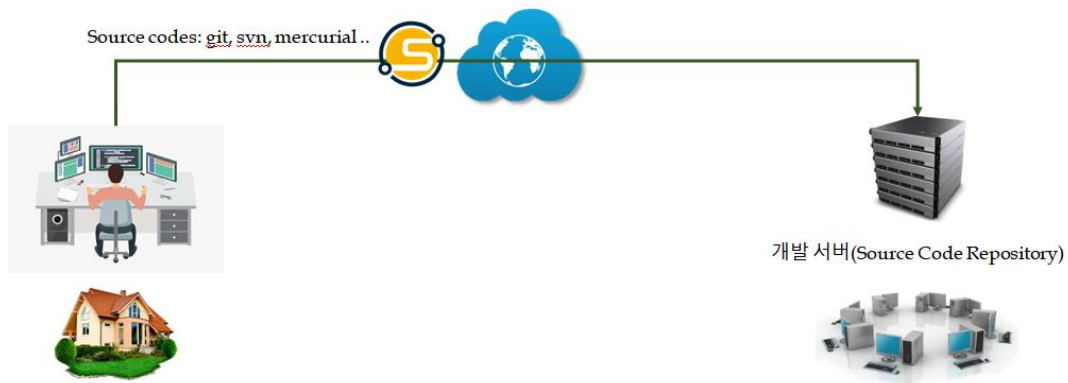 Source codes: git, svn, mercurial ..
S
개발 서버(Source Code Repository)